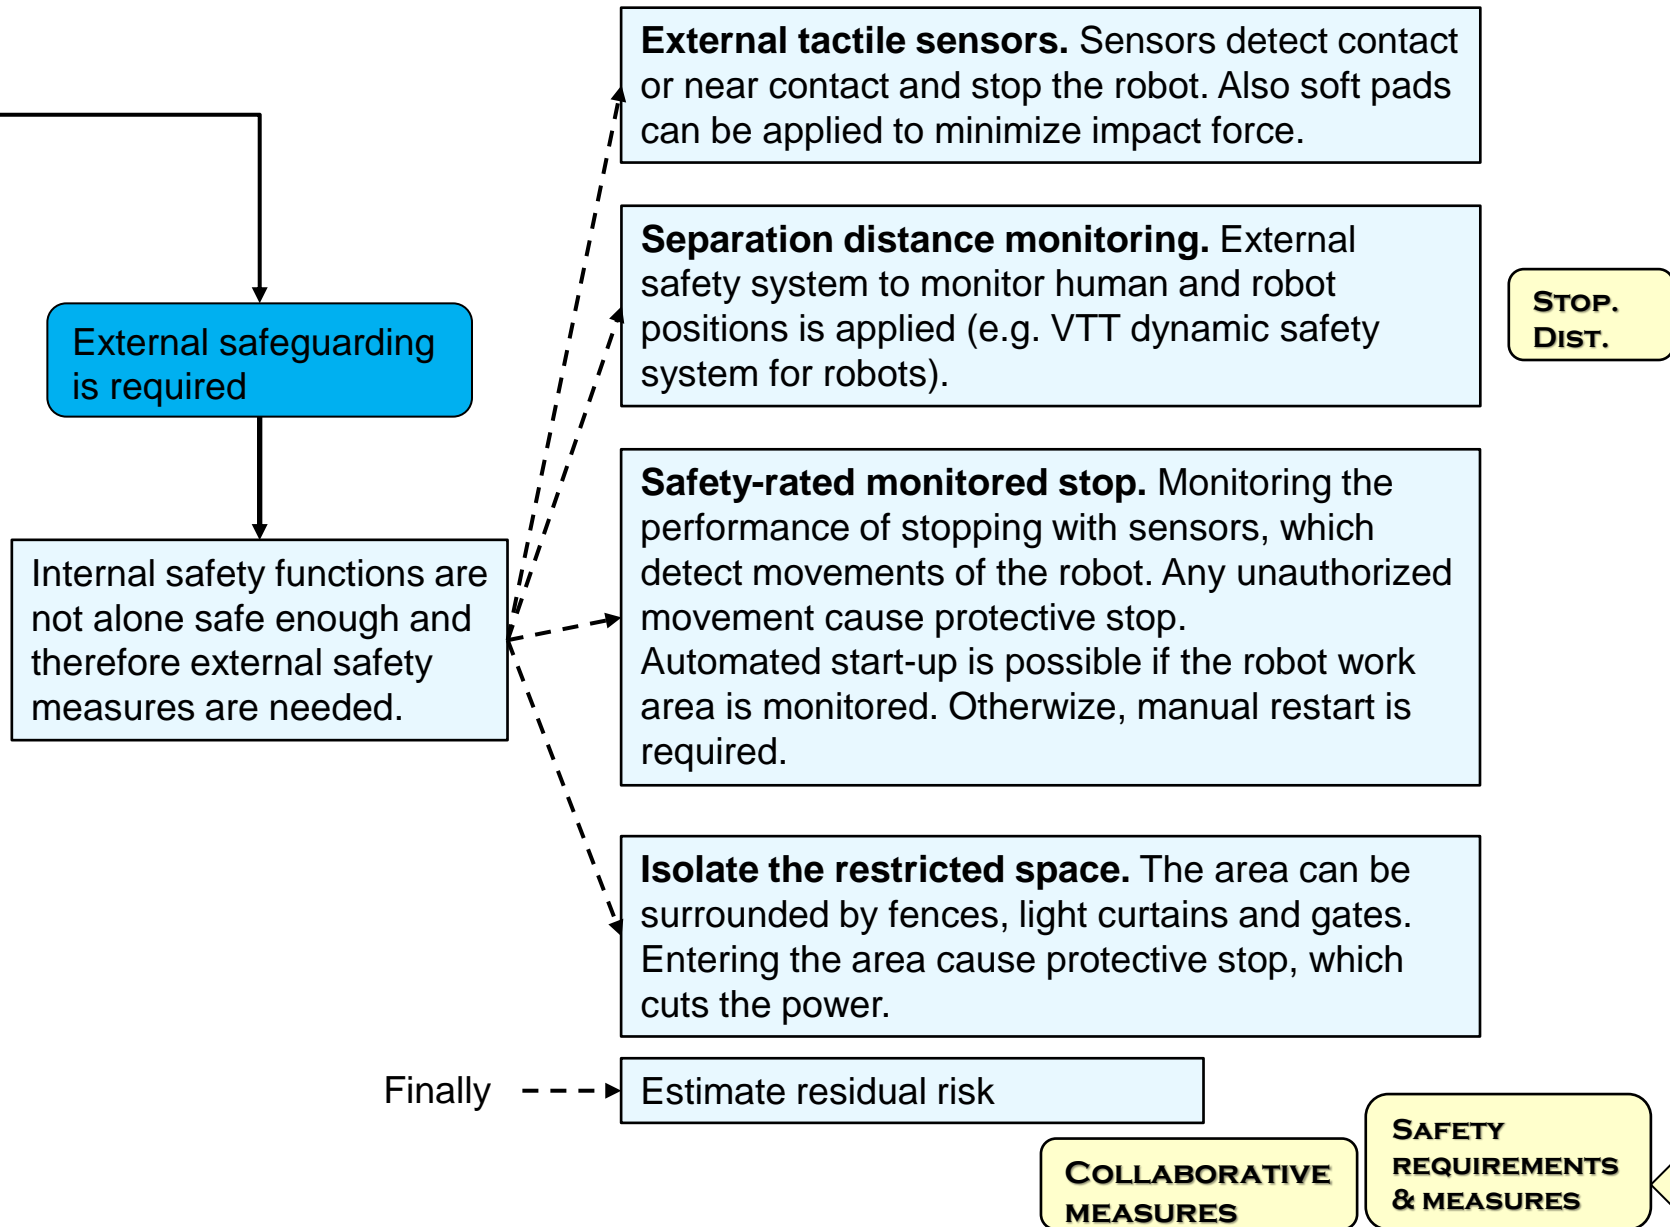 External safeguarding
is required
Internal safety functions are
not alone safe enough and
therefore external safety
measures are needed.
External tactile sensors. Sensors detect contact
or near contact and stop the robot. Also soft pads
can be applied to minimize impact force.
Separation distance monitoring. External
safety system to monitor human and robot
positions is applied (e.g. VTT dynamic safety
system for robots).
STOP.
DIST.
Safety-rated monitored stop. Monitoring the
performance of stopping with sensors, which
detect movements of the robot. Any unauthorized
movement cause protective stop.
Automated start-up is possible if the robot work
area is monitored. Otherwize, manual restart is
required.
Isolate the restricted space. The area can be
surrounded by fences, light curtains and gates.
Entering the area cause protective stop, which
cuts the power.
Finally
Estimate residual risk
COLLABORATIVE
MEASURES
SAFETY
REQUIREMENTS
& MEASURES